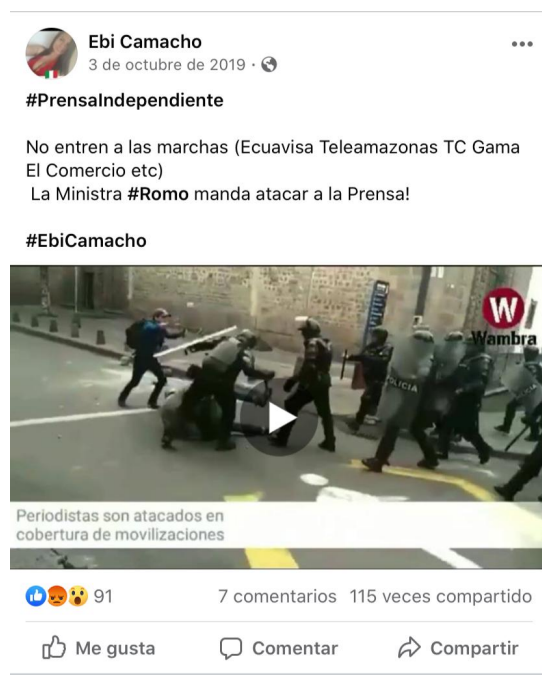 Ebi Camacho
3 de octubre de 2019 ·
#PrensaIndependiente
No entren a las marchas (Ecuavisa Teleamazonas TC Gama
El Comercio etc)
La Ministra #Romo manda atacar a la Prensa!
#EbiCamacho
W
Wambra
POLICIA
Periodistas son atacados en
cobertura de movilizaciones
91
7 comentarios 115 veces compartido
Me gusta
Comentar
Compartir